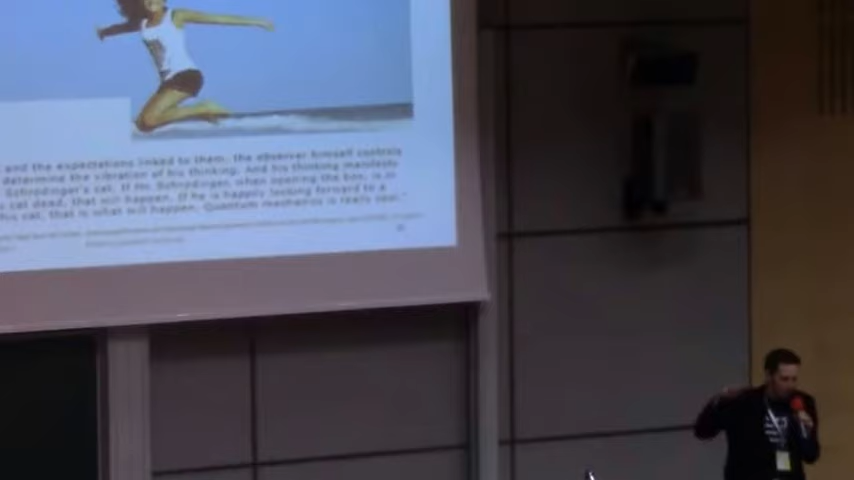 and the expectations linked to them, the observer himself controls
determine the vibration of his thinking. And his thinking manifests
Schrödinger's cat. If Mr. Schrödinger, when opening the box, is in
cat dead, that will happen. If he is happily looking forward to a
his cat, that is what will happen. Quantum mechanics is really cool."